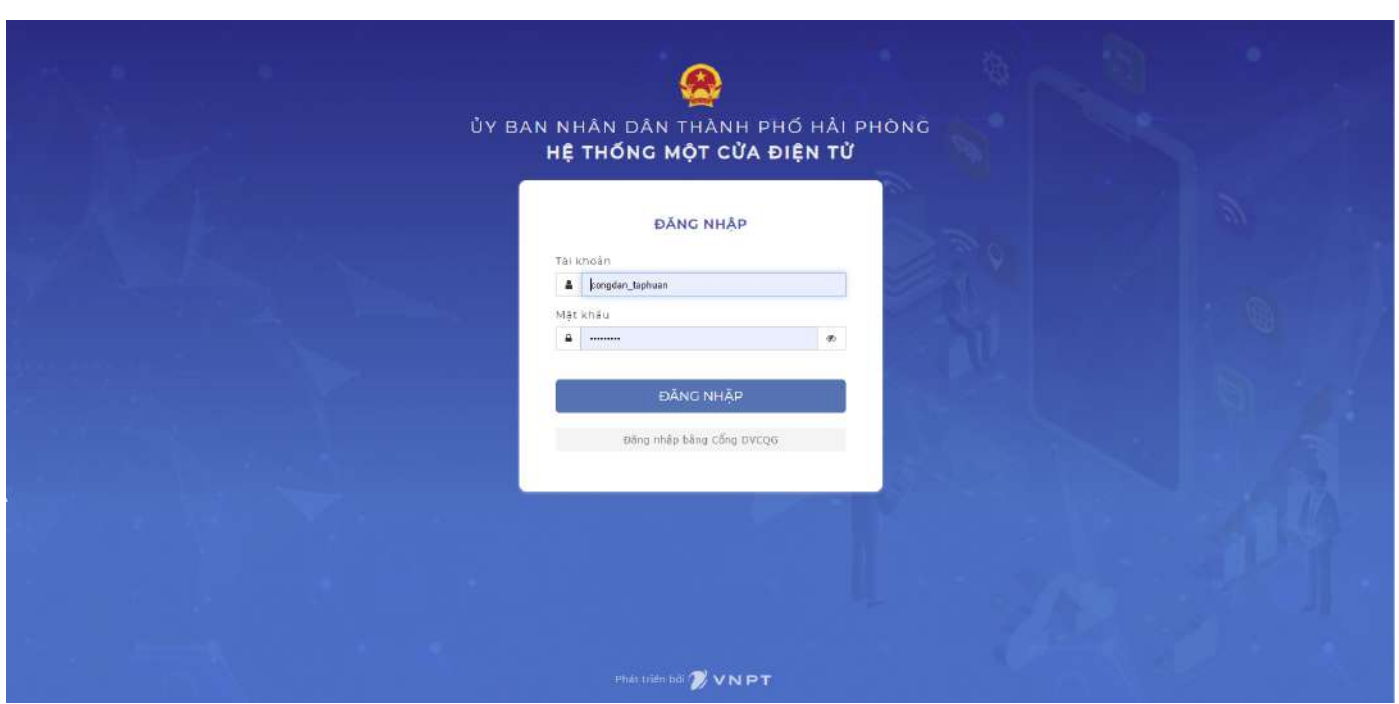 ỦY BAN NHÂN DÂN THÀNH PHỐ HẢI PHÒNG
HỆ THỐNG MỘT CỬA ĐIỆN TỬ
ĐĂNG NHẬP
Tài khoản
congdan_taphuan
Mật khẩu
•••••••••
ĐĂNG NHẬP
Đăng nhập bằng Cổng DVCQG
Phát triển bởi VNPT